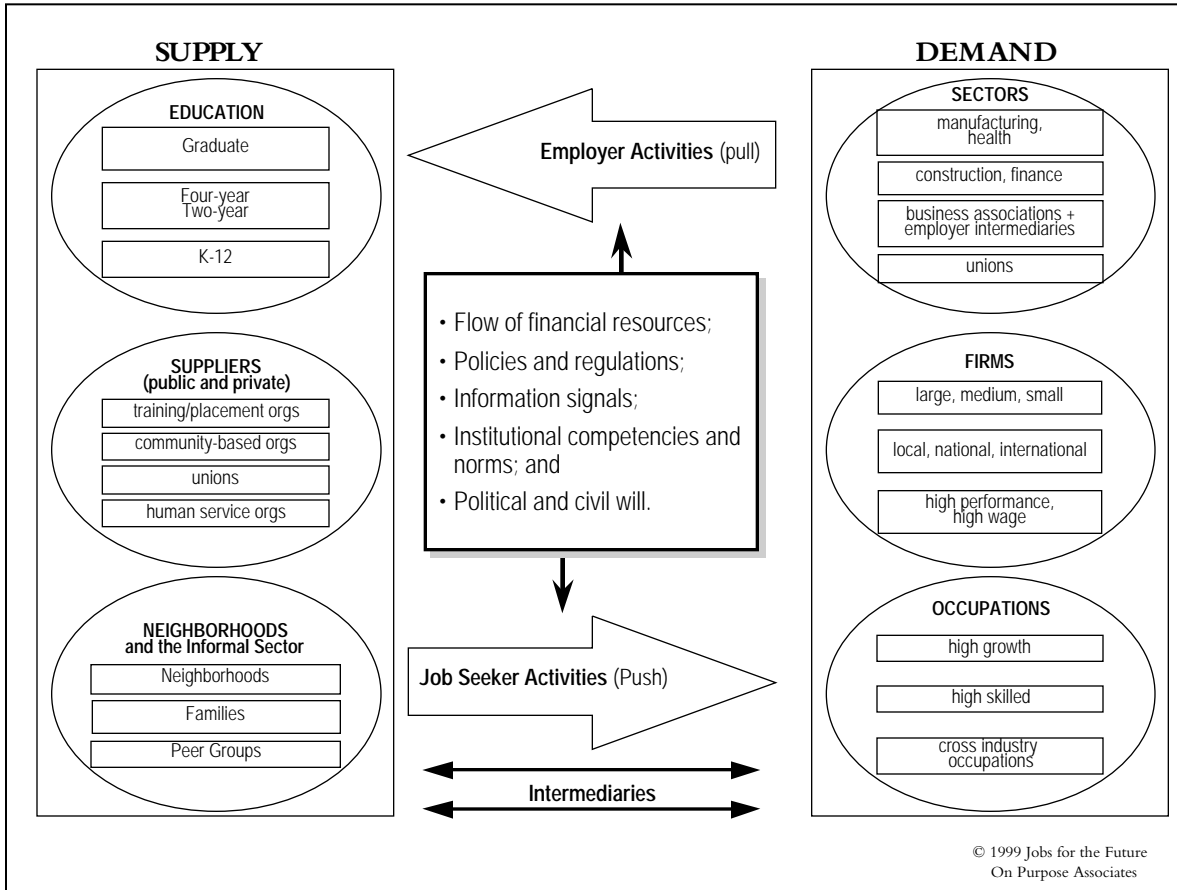 SUPPLY
EDUCATION
Graduate
Four-year
Two-year
K-12
SUPPLIERS
(public and private)
training/placement orgs
community-based orgs
unions
human service orgs
NEIGHBORHOODS
and the Informal Sector
Neighborhoods
Families
Peer Groups
Employer Activities (pull)
• Flow of financial resources;
• Policies and regulations;
• Information signals;
• Institutional competencies and
norms; and
• Political and civil will.
Job Seeker Activities (Push)
Intermediaries
DEMAND
SECTORS
manufacturing,
health
construction, finance
business associations +
employer intermediaries
unions
FIRMS
large, medium, small
local, national, international
high performance,
high wage
OCCUPATIONS
high growth
high skilled
cross industry
occupations
© 1999 Jobs for the Future
On Purpose Associates